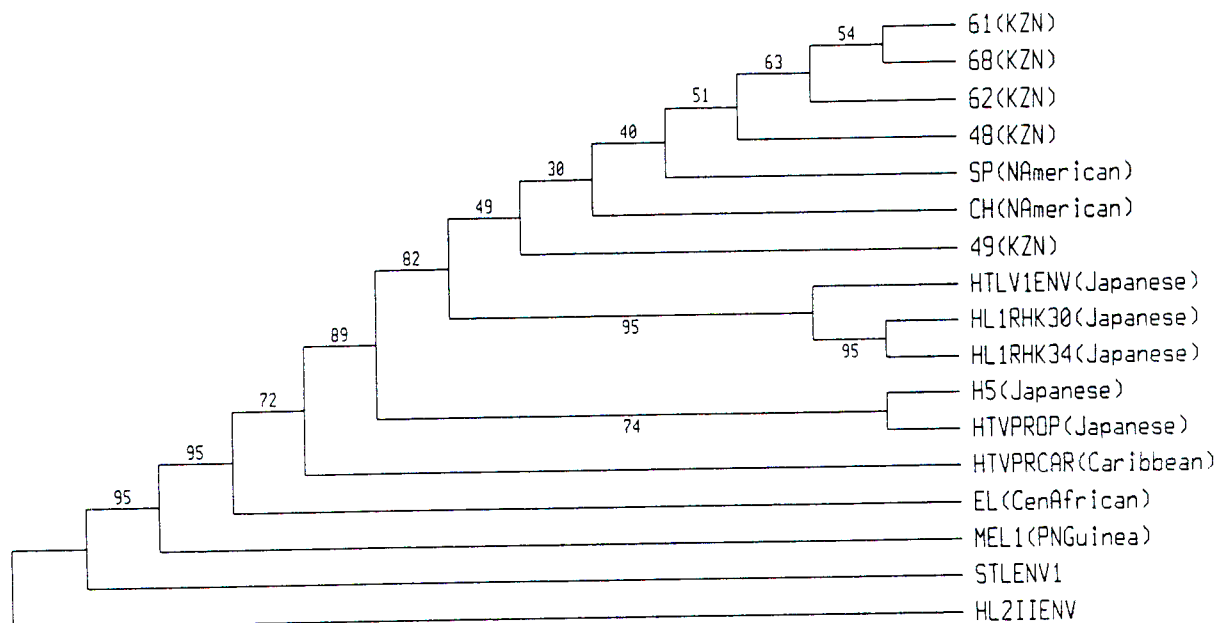 61(KZN)
54
68(KZN)
63
62(KZN)
51
48(KZN)
40
SP(NAmerican)
30
CH(NAmerican)
49
49(KZN)
82
HTLV1ENV(Japanese)
95
HL1RHK30(Japanese)
95
HL1RHK34(Japanese)
89
H5(Japanese)
74
HTVPROP(Japanese)
72
HTVPRCAR(Caribbean)
95
EL(CenAfrican)
95
MEL1(PNGuinea)
STLENV1
HL2IIENV